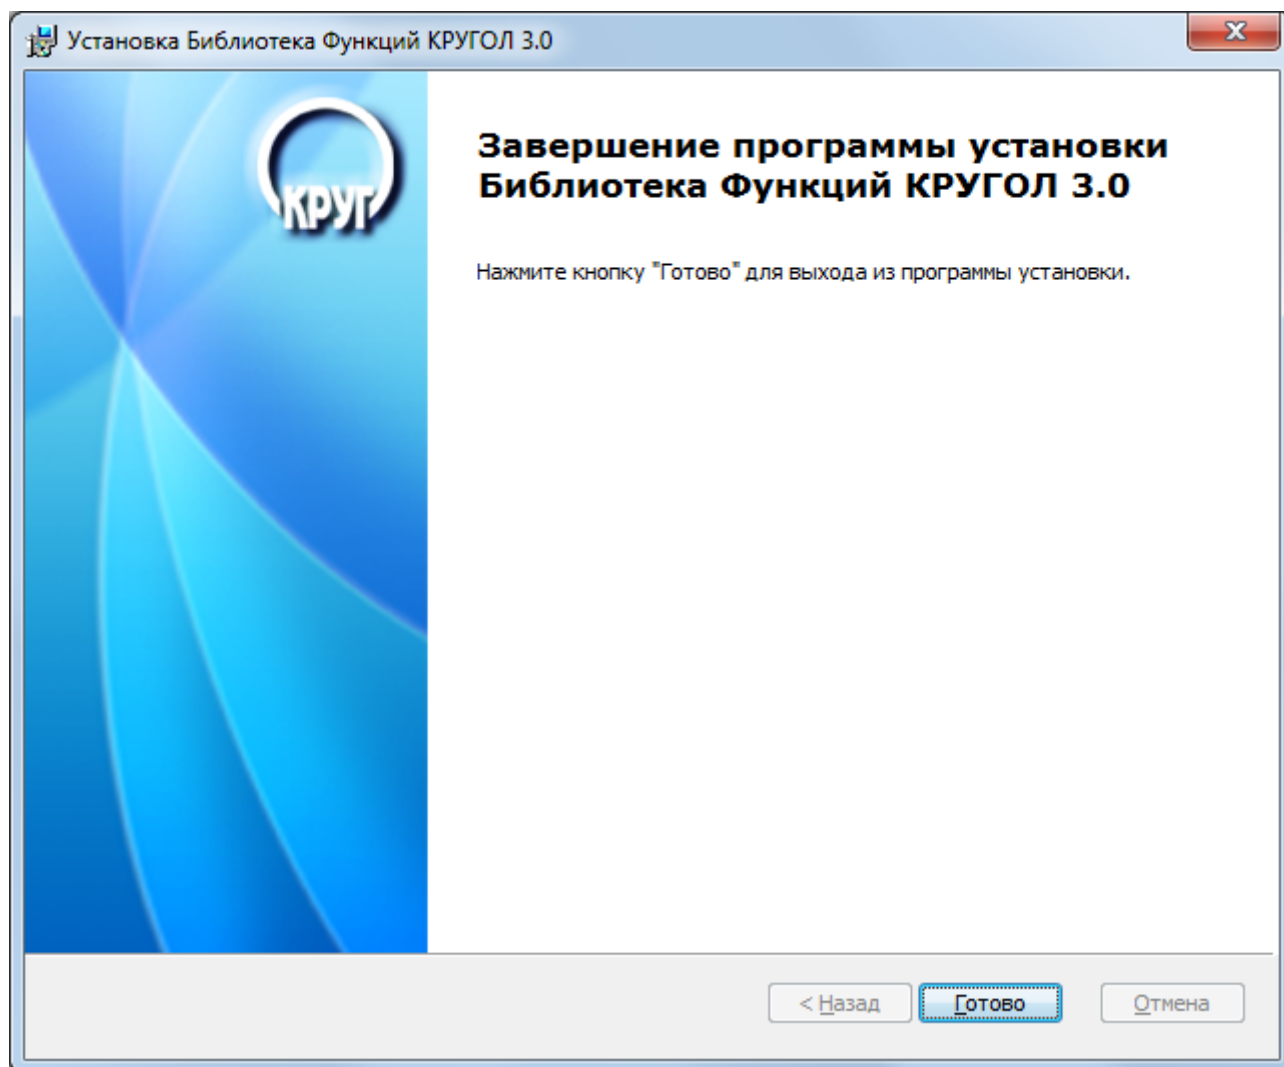 Установка Библиотека Функций КРУГОЛ 3.0
КРУГ
Завершение программы установки
Библиотека Функций КРУГОЛ 3.0
Нажмите кнопку "Готово" для выхода из программы установки.
< Назад Готово Отмена